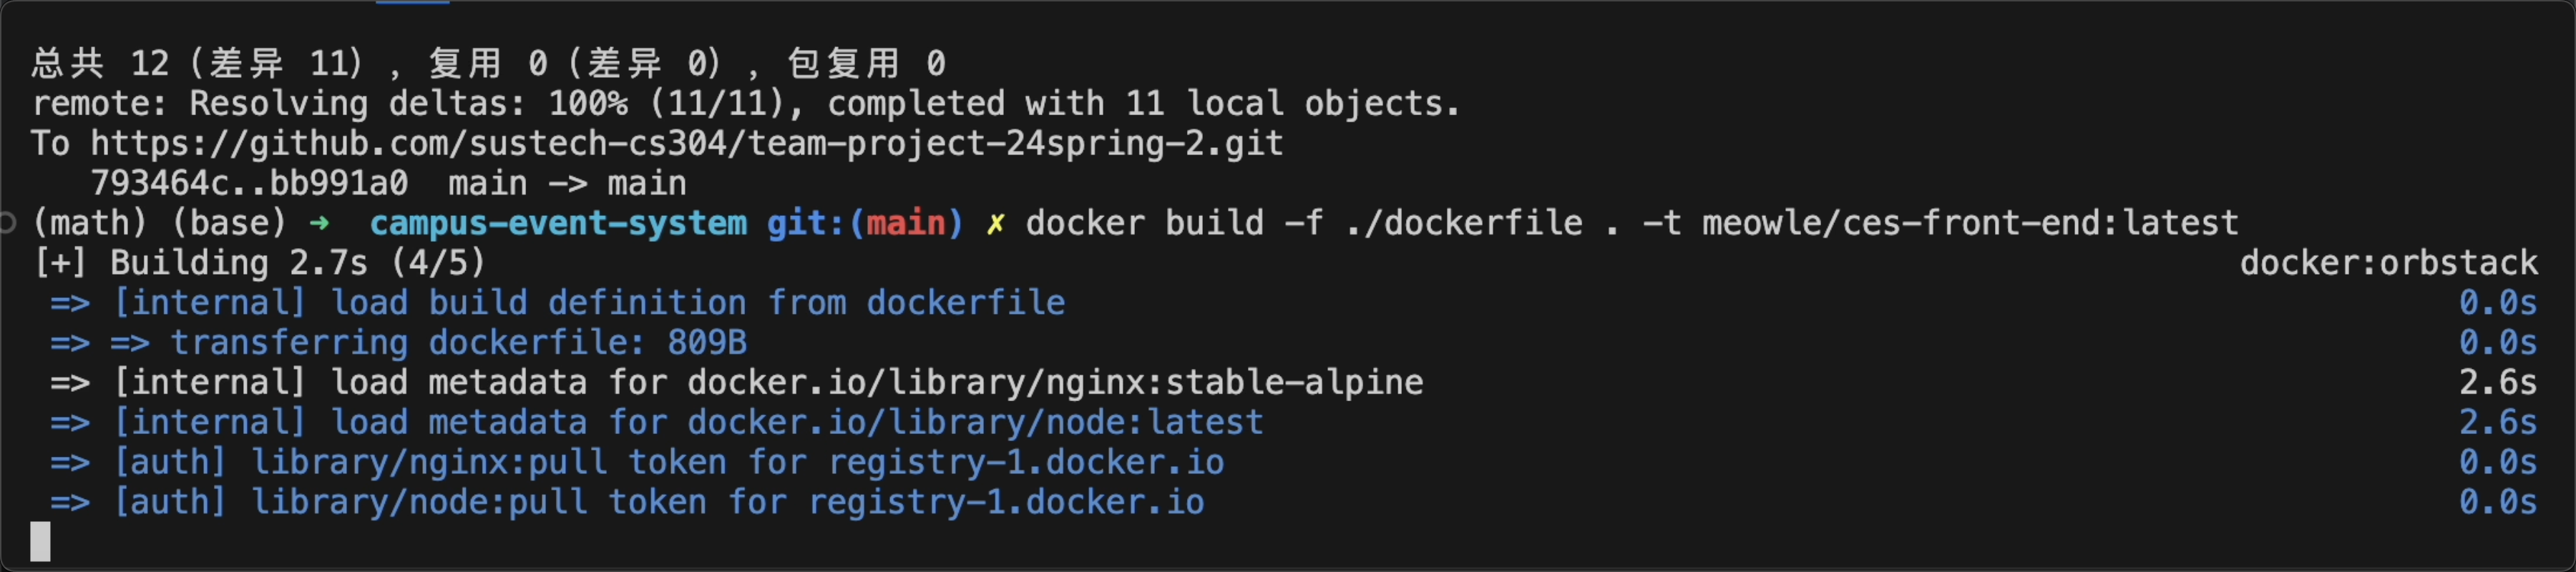 总共 12（差异 11），复用 0（差异 0），包复用 0
remote: Resolving deltas: 100% (11/11), completed with 11 local objects.
To https://github.com/sustech-cs304/team-project-24spring-2.git
   793464c..bb991a0  main -> main
(math) (base) ➜  campus-event-system git:(main) ✗ docker build -f ./dockerfile . -t meowle/ces-front-end:latest
[+] Building 2.7s (4/5) docker:orbstack
=> [internal] load build definition from dockerfile 0.0s
=> => transferring dockerfile: 809B 0.0s
=> [internal] load metadata for docker.io/library/nginx:stable-alpine 2.6s
=> [internal] load metadata for docker.io/library/node:latest 2.6s
=> [auth] library/nginx:pull token for registry-1.docker.io 0.0s
=> [auth] library/node:pull token for registry-1.docker.io 0.0s